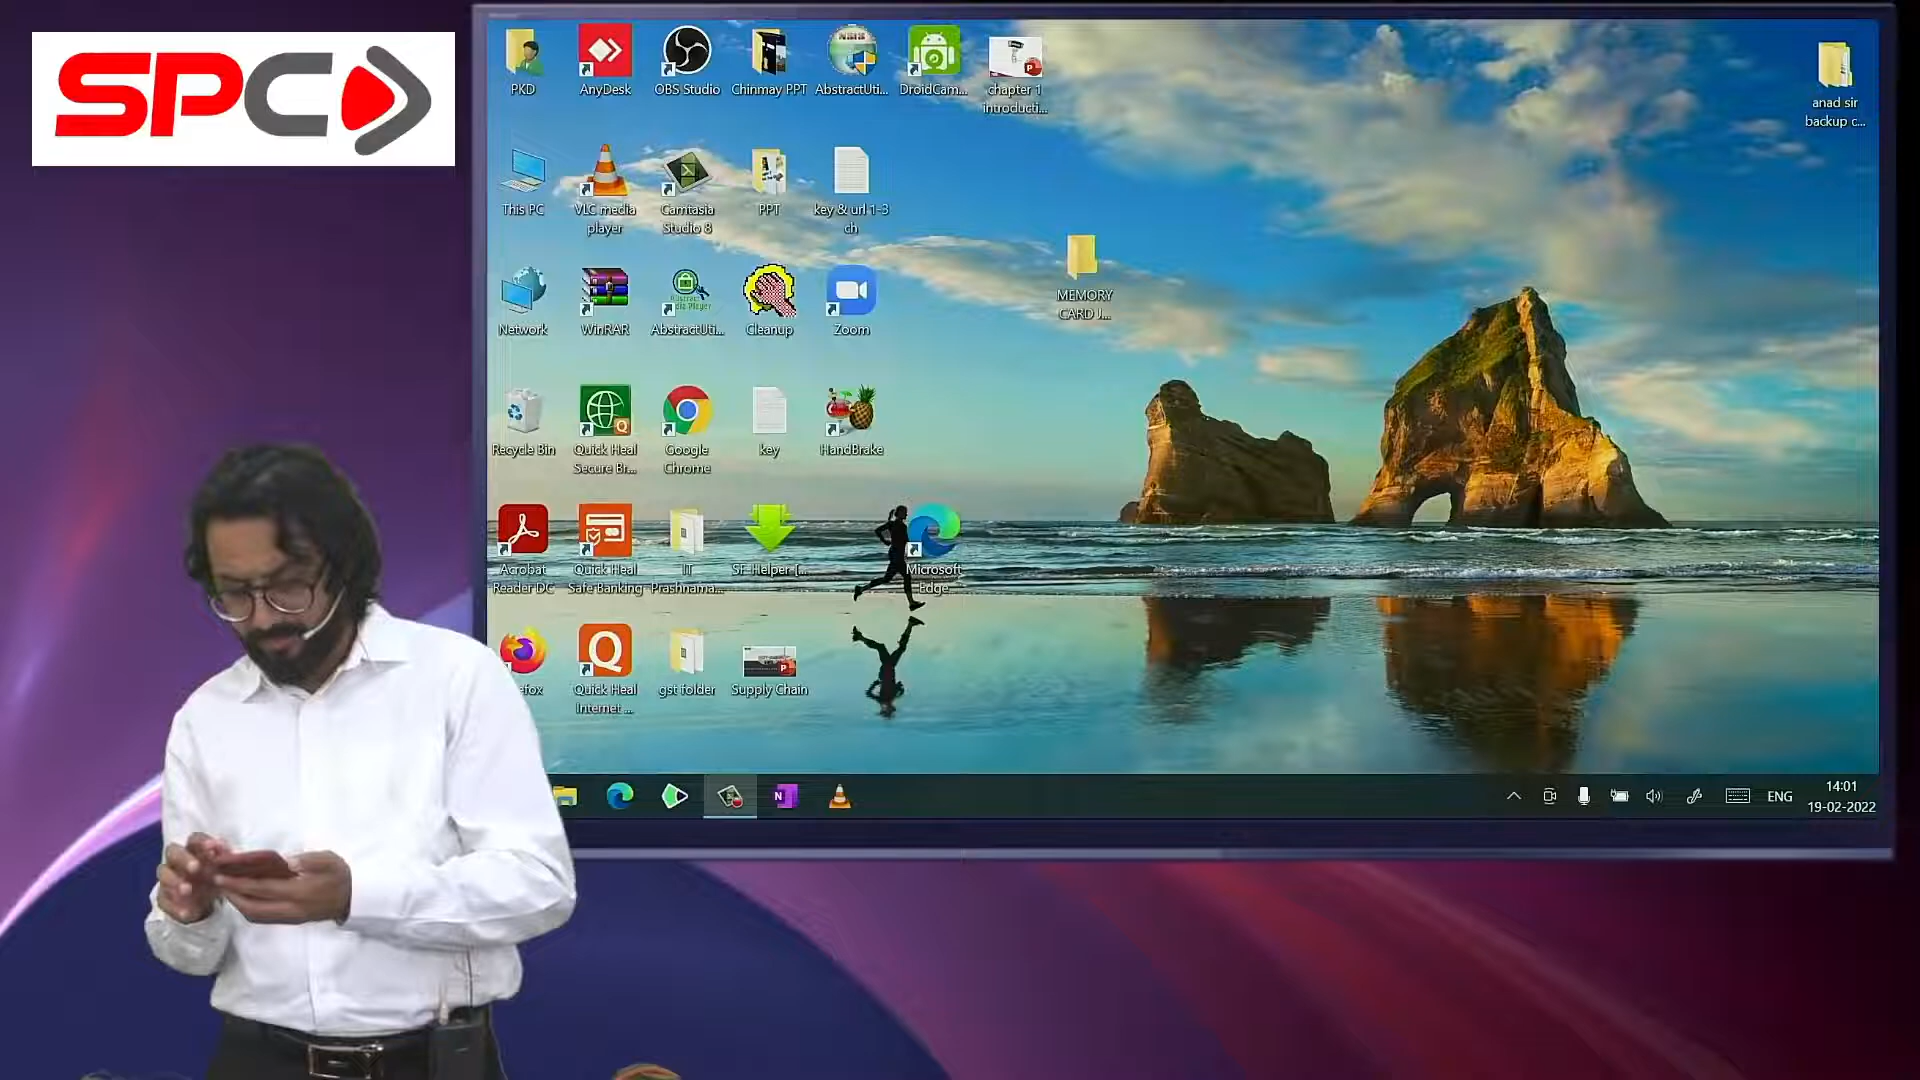 SPC
PKD
AnyDesk
OBS Studio
Chinmay PPT
AbstractUti...
DroidCam...
chapter 1
introducti...
anad sir
backup c...
This PC
VLC media
player
Camtasia
Studio 8
PPT
key & url 1-3
ch
MEMORY
CARD J...
Network
WinRAR
AbstractUti...
Cleanup
Zoom
Recycle Bin
Quick Heal
Secure Br...
Google
Chrome
key
HandBrake
Acrobat
Reader DC
Quick Heal
Safe Banking
IT
Prashnama...
SF Helper (...
Microsoft
Edge
efox
Quick Heal
Internet ...
gst folder
Supply Chain
ENG
14:01
19-02-2022